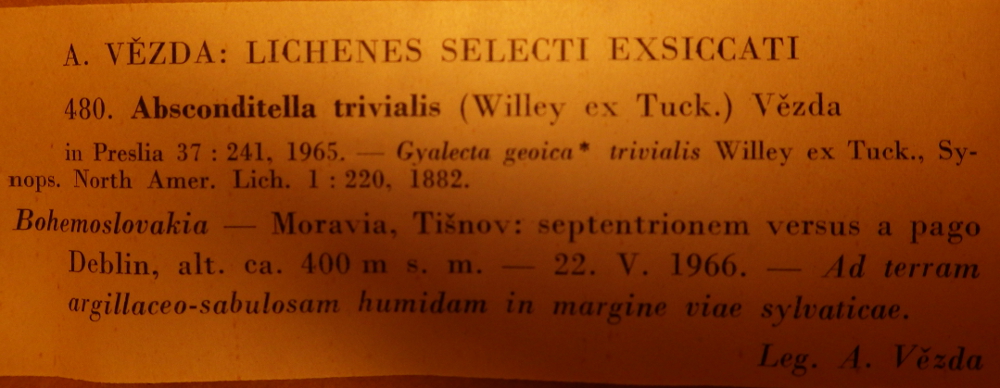 A. VĚZDA: LICHENES SELECTI EXSICCATI
480. Absconditella trivialis (Willey ex Tuck.) Vězda
in Preslia 37 : 241, 1965. — Gyalecta geoica* trivialis Willey ex Tuck., Sy-
nops. North Amer. Lich. 1 : 220, 1882.
Bohemoslovakia — Moravia, Tišnov: septentrionem versus a pago
Deblin, alt. ca. 400 m s. m. — 22. V. 1966. — Ad terram
argillaceo-sabulosam humidam in margine viae sylvaticae.
Leg. A. Vězda